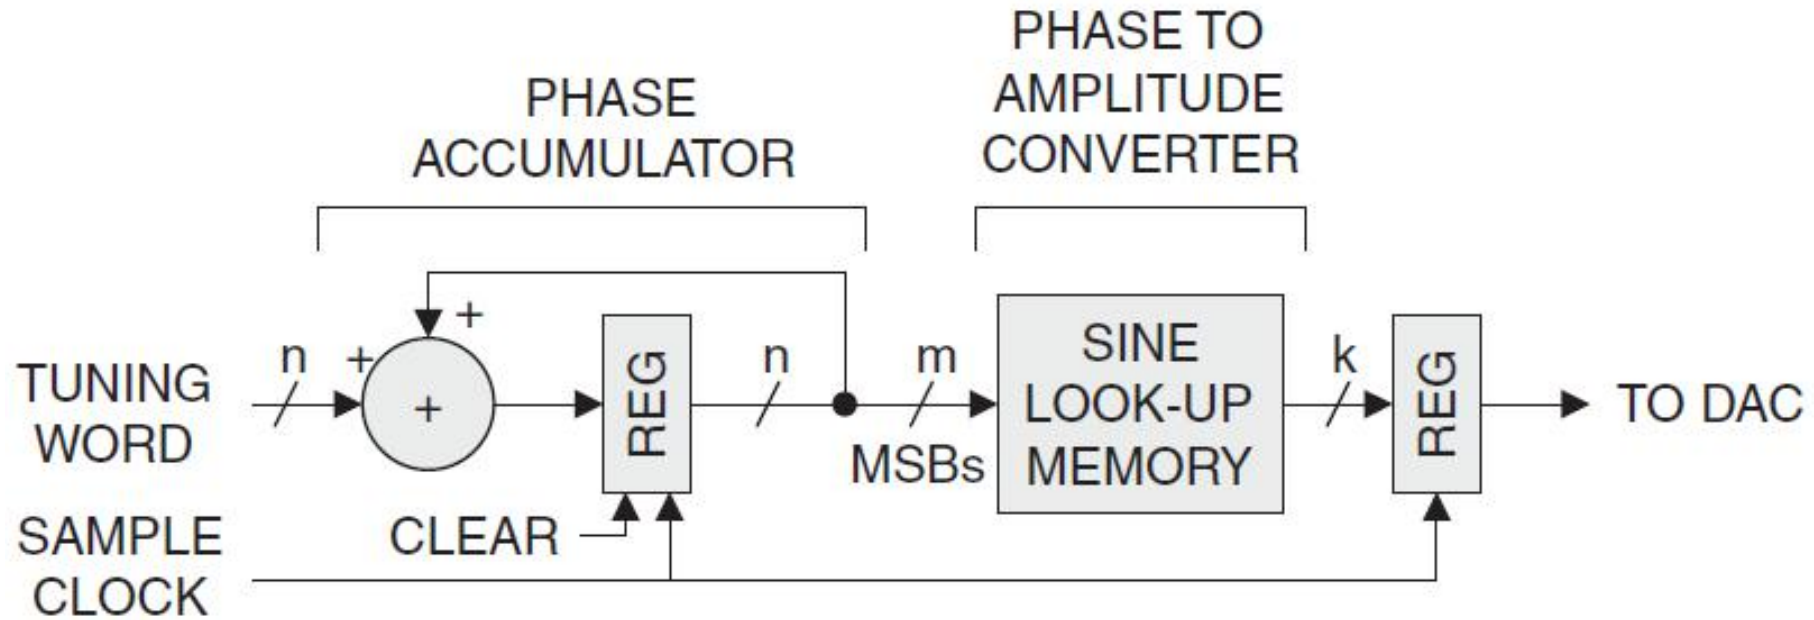 PHASE
ACCUMULATOR
PHASE TO
AMPLITUDE
CONVERTER
TUNING
WORD
n
+
+
+
REG
n
m
MSBs
SINE
LOOK-UP
MEMORY
k
REG
TO DAC
CLEAR
SAMPLE
CLOCK